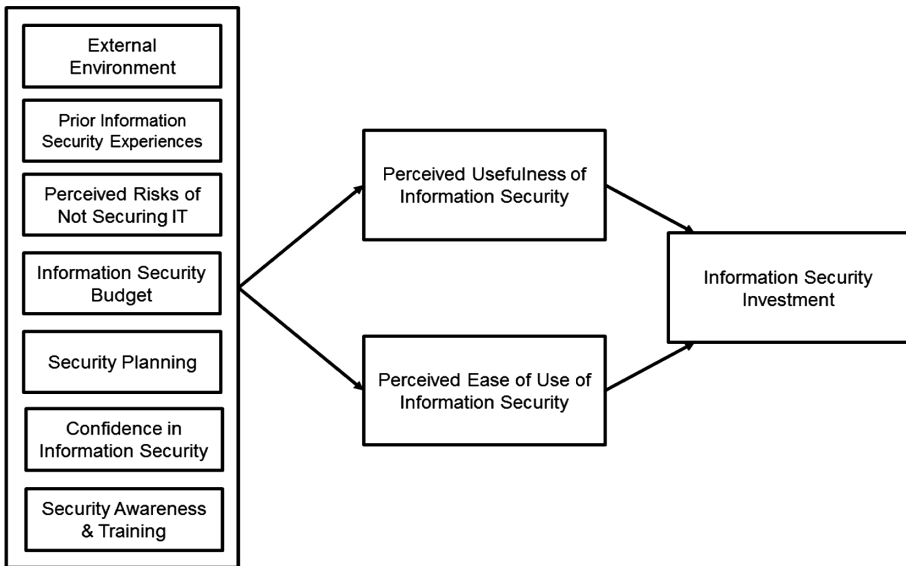 External
Environment
Prior Information
Security Experiences
Perceived Risks of
Not Securing IT
Information Security
Budget
Security Planning
Confidence in
Information Security
Security Awareness
& Training
Perceived Usefulness of
Information Security
Perceived Ease of Use of
Information Security
Information Security
Investment